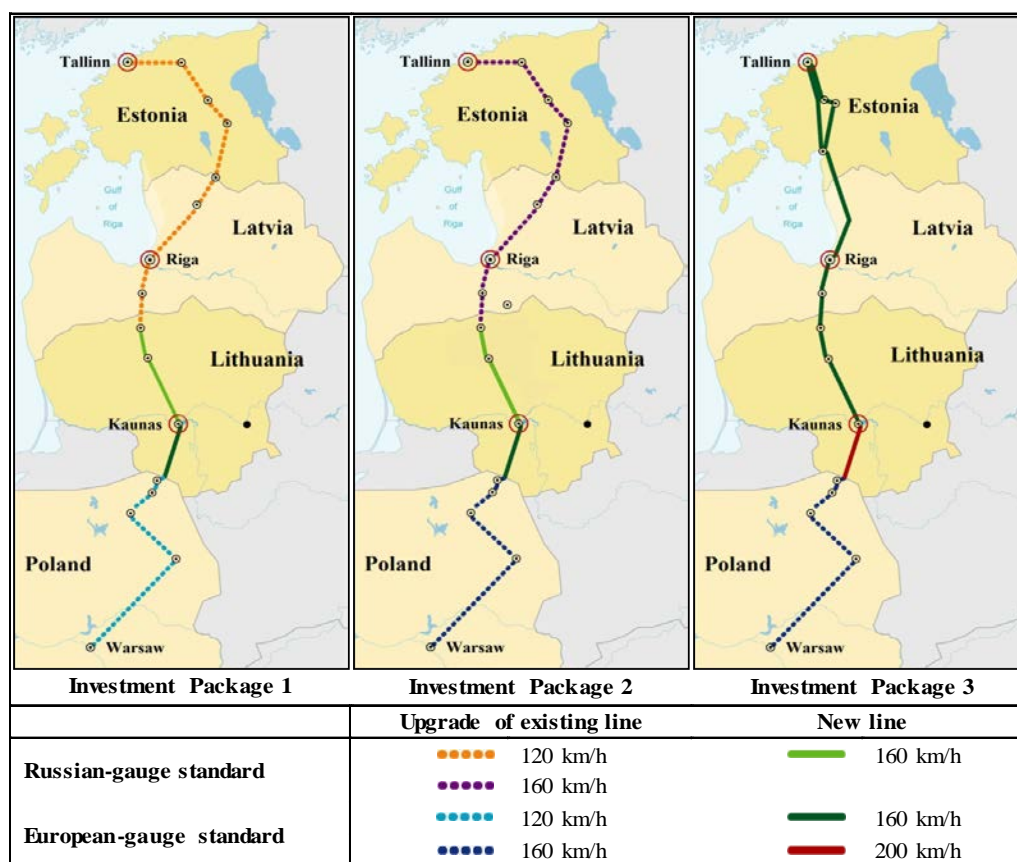 Tallinn
Estonia
Gulf
of
Riga
Latvia
Riga
Lithuania
Kaunas
Poland
Warsaw
Tallinn
Estonia
Gulf
of
Riga
Latvia
Riga
Lithuania
Kaunas
Poland
Warsaw
Tallinn
Estonia
Gulf
of
Riga
Latvia
Riga
Lithuania
Kaunas
Poland
Warsaw
Investment Package 1 Investment Package 2 Investment Package 3
Upgrade of existing line New line
Russian-gauge standard 120 km/h 160 km/h
160 km/h
European-gauge standard 120 km/h 160 km/h
160 km/h 200 km/h